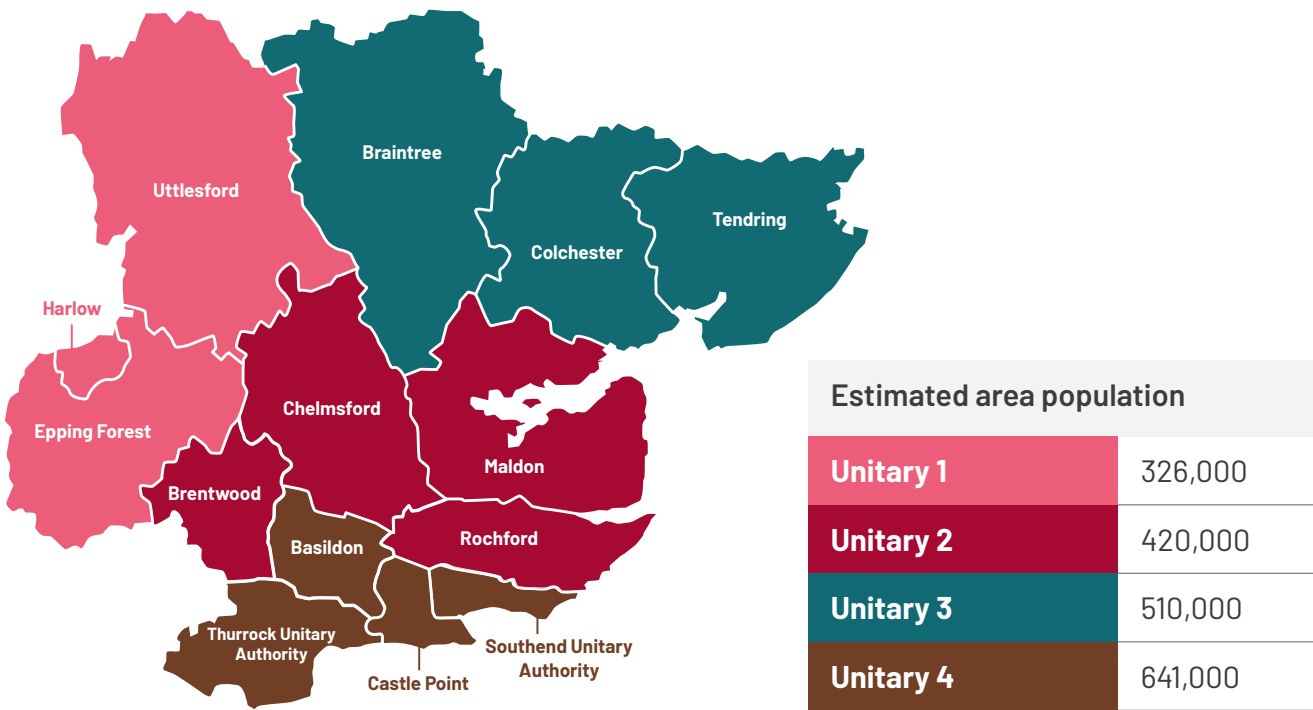 Braintree
Uttlesford
Tendring
Colchester
Harlow
Chelmsford
Epping Forest
Maldon
Brentwood
Rochford
Basildon
Thurrock Unitary
Authority
Southend Unitary
Authority
Castle Point
Estimated area population
Unitary 1 326,000
Unitary 2 420,000
Unitary 3 510,000
Unitary 4 641,000